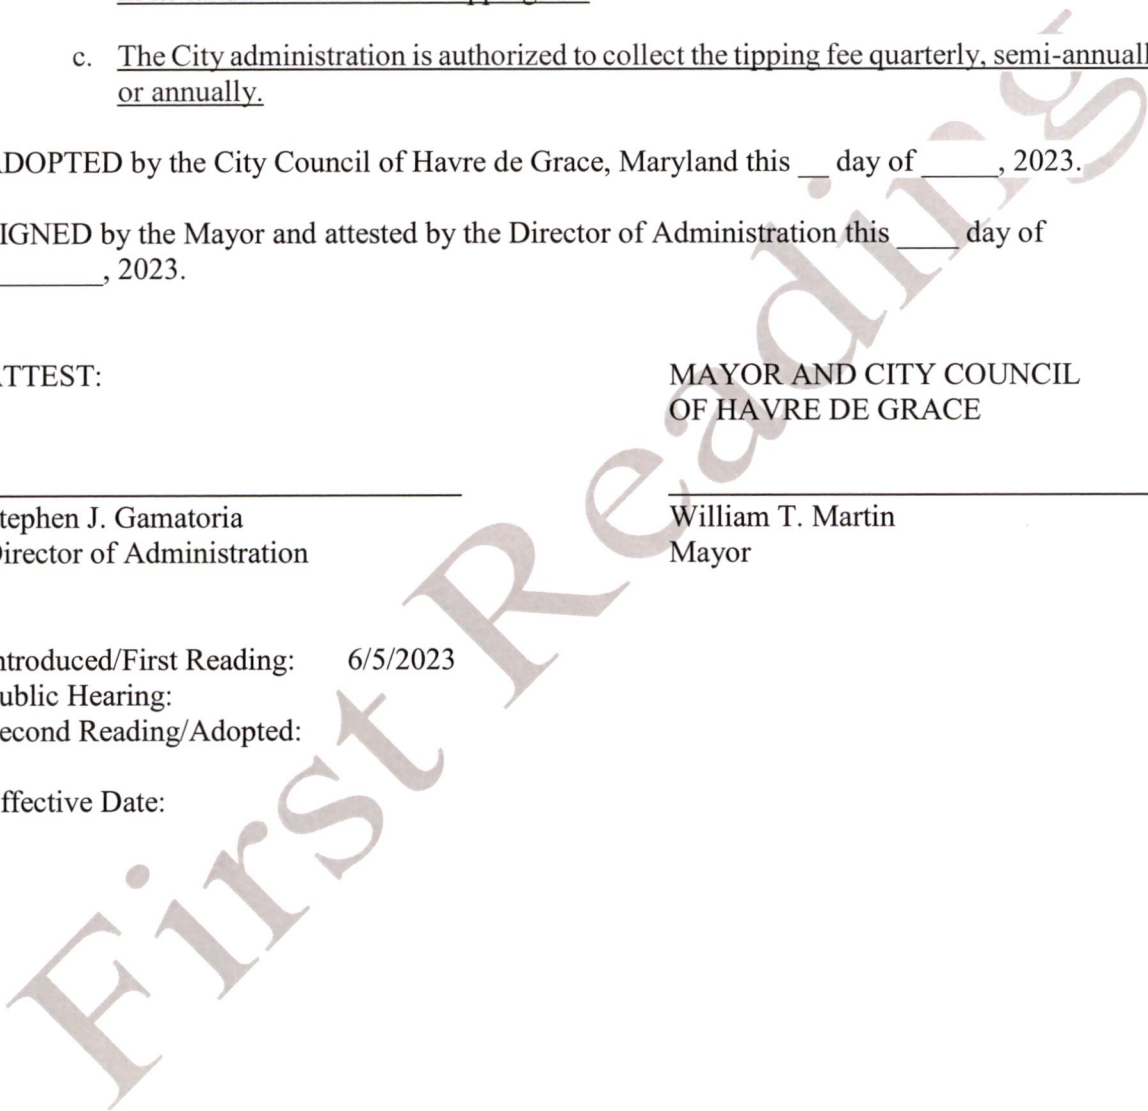 c. The City administration is authorized to collect the tipping fee quarterly, semi-annuall
or annually.
DOPTED by the City Council of Havre de Grace, Maryland this __ day of _____, 2023.
IGNED by the Mayor and attested by the Director of Administration this ____ day of
_______, 2023.
TTEST:
MAYOR AND CITY COUNCIL
OF HAVRE DE GRACE
tephen J. Gamatoria
irector of Administration
William T. Martin
Mayor
ntroduced/First Reading: 6/5/2023
ublic Hearing:
econd Reading/Adopted:
ffective Date:
First Reading